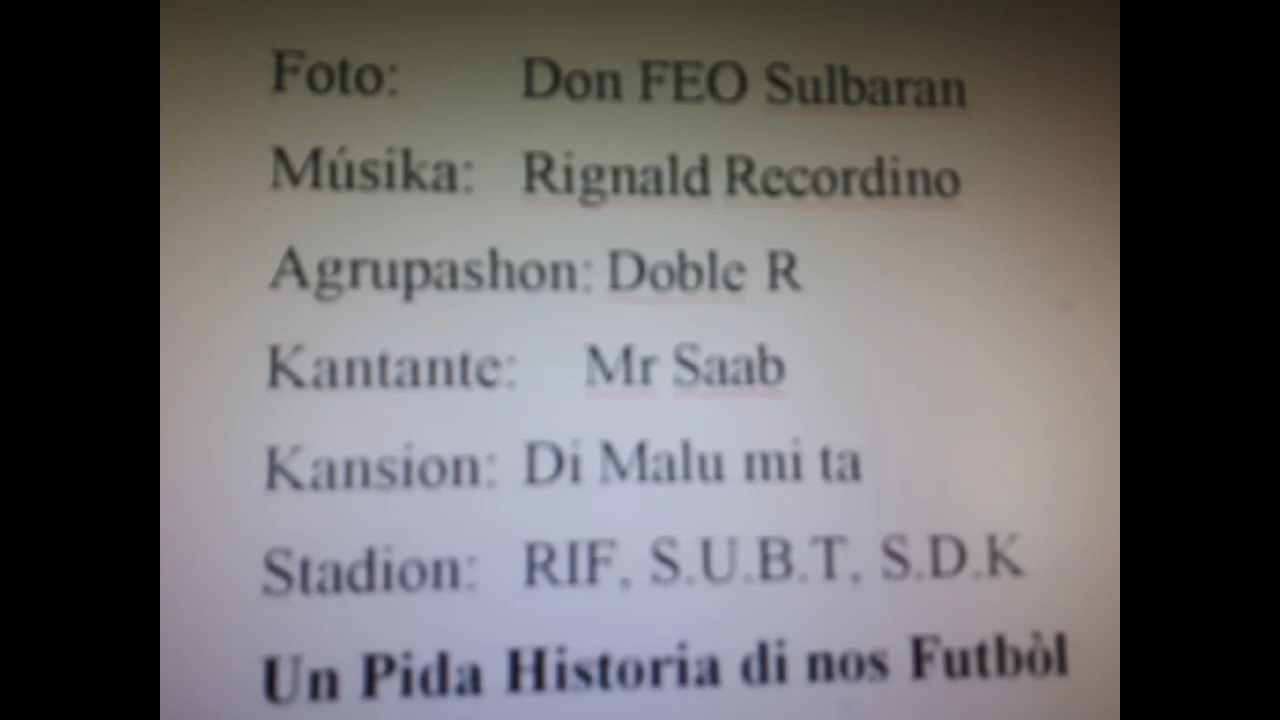 Foto: Don FEO Sulbaran
Músika: Rignald Recordino
Agrupashon: Doble R
Kantante: Mr Saab
Kansion: Di Malu mi ta
Stadion: RIF, S.U.B.T, S.D.K
Un Pida Historia di nos Futbòl